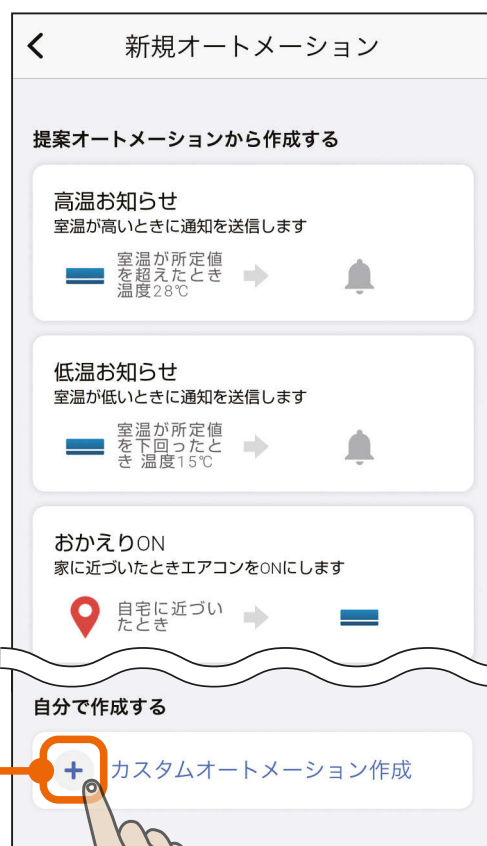 新規オートメーション
提案オートメーションから作成する
高温お知らせ
室温が高いときに通知を送信します
室温が所定値
を超えたとき
温度28℃
低温お知らせ
室温が低いときに通知を送信します
室温が所定値
を下回ったと
き 温度15℃
おかえりON
家に近づいたときエアコンをONにします
自宅に近づい
たとき
自分で作成する
カスタムオートメーション作成